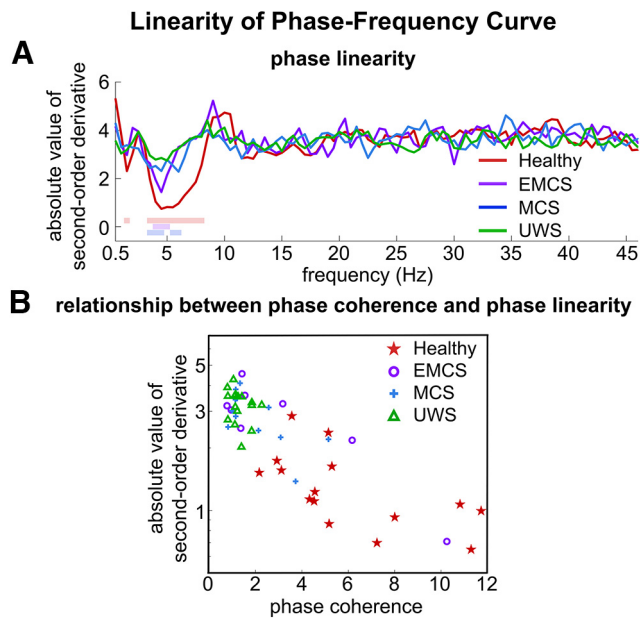 Linearity of Phase-Frequency Curve
A
phase linearity
absolute value of
second-order derivative
6
4
2
0
0.5 5 10 15 20 25 30 35 40 45
frequency (Hz)
Healthy
EMCS
MCS
UWS
B relationship between phase coherence and phase linearity
absolute value of
second-order derivative
5
3
1
0 2 4 6 8 10 12
phase coherence
Healthy
EMCS
MCS
UWS